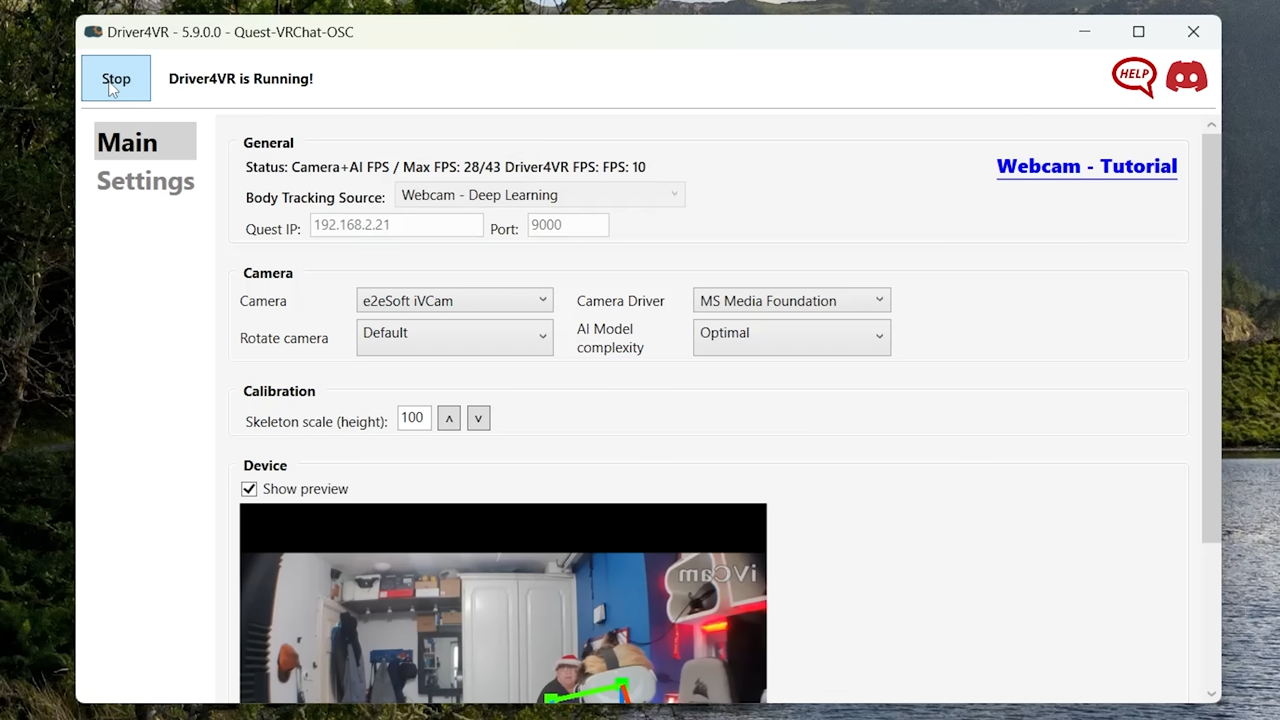 Driver4VR - 5.9.0.0 - Quest-VRChat-OSC
Stop
Driver4VR is Running!
HELP
Main
Settings
General
Status: Camera+AI FPS / Max FPS: 28/43 Driver4VR FPS: FPS: 10
Webcam - Tutorial
Body Tracking Source: Webcam - Deep Learning
Quest IP: 192.168.2.21 Port: 9000
Camera
Camera e2eSoft iVCam Camera Driver MS Media Foundation
Rotate camera Default AI Model complexity Optimal
Calibration
Skeleton scale (height): 100
Device
Show preview
iVCam